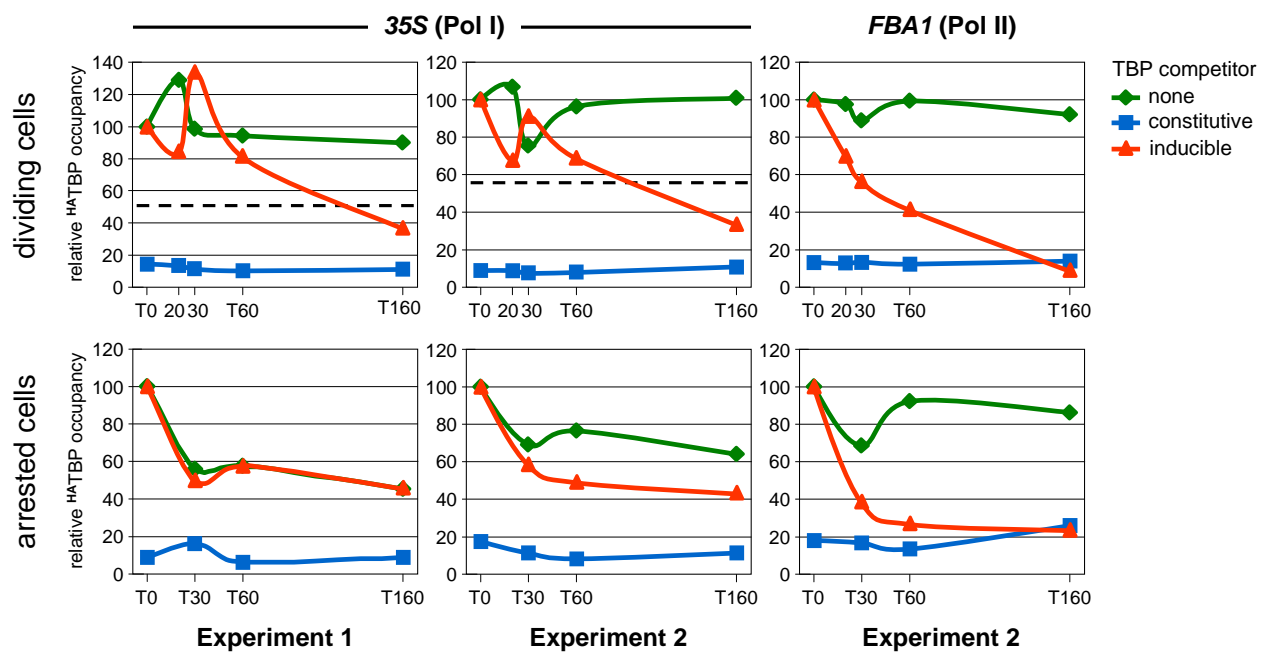 35S (Pol I)
FBA1 (Pol II)
TBP competitor
none
constitutive
inducible
dividing cells
relative HATBP occupancy
140
120
100
80
60
40
20
0
T0 20 30 T60 T160
120
100
80
60
40
20
0
T0 20 30 T60 T160
120
100
80
60
40
20
0
T0 20 30 T60 T160
arrested cells
relative HATBP occupancy
120
100
80
60
40
20
0
T0 T30 T60 T160
120
100
80
60
40
20
0
T0 T30 T60 T160
120
100
80
60
40
20
0
T0 T30 T60 T160
Experiment 1
Experiment 2
Experiment 2